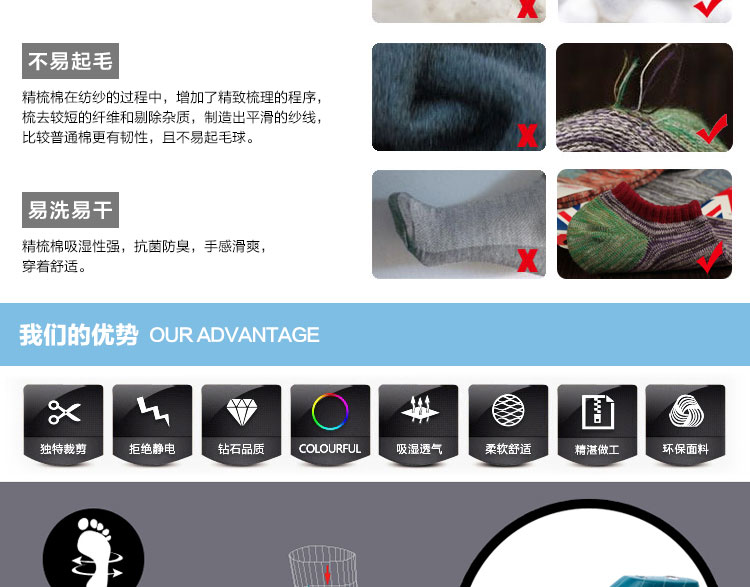 不易起毛
精梳棉在纺纱的过程中，增加了精致梳理的程序，
梳去较短的纤维和剔除杂质，制造出平滑的纱线，
比较普通棉更有韧性，且不易起毛球。
易洗易干
精梳棉吸湿性强，抗菌防臭，手感滑爽，
穿着舒适。
我们的优势 OUR ADVANTAGE
独特裁剪 拒绝静电 钻石品质 COLOURFUL 吸湿透气 柔软舒适 精湛做工 环保面料